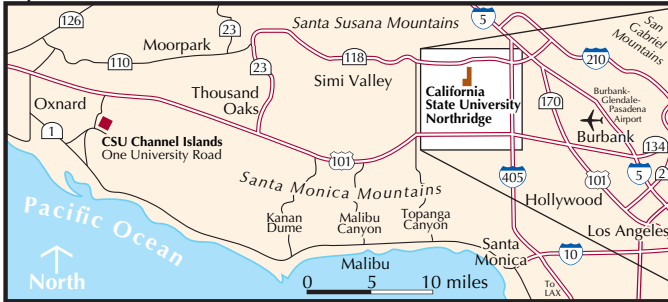 126
Santa Susana Mountains
5
San
Gabriel
Mountains
23
Moorpark
110
118
210
23
Simi Valley
California
State University
Northridge
Thousand
Oaks
Oxnard
170
Burbank-
Glendale-
Pasadena
Airport
Burbank
1
CSU Channel Islands
One University Road
134
101
5
2
405
101
Santa Monica Mountains
Hollywood
Pacific Ocean
Kanan
Dume
Malibu
Canyon
Topanga
Canyon
Los Angeles
Santa
Monica
10
North
Malibu
0 5 10 miles
To
LAX